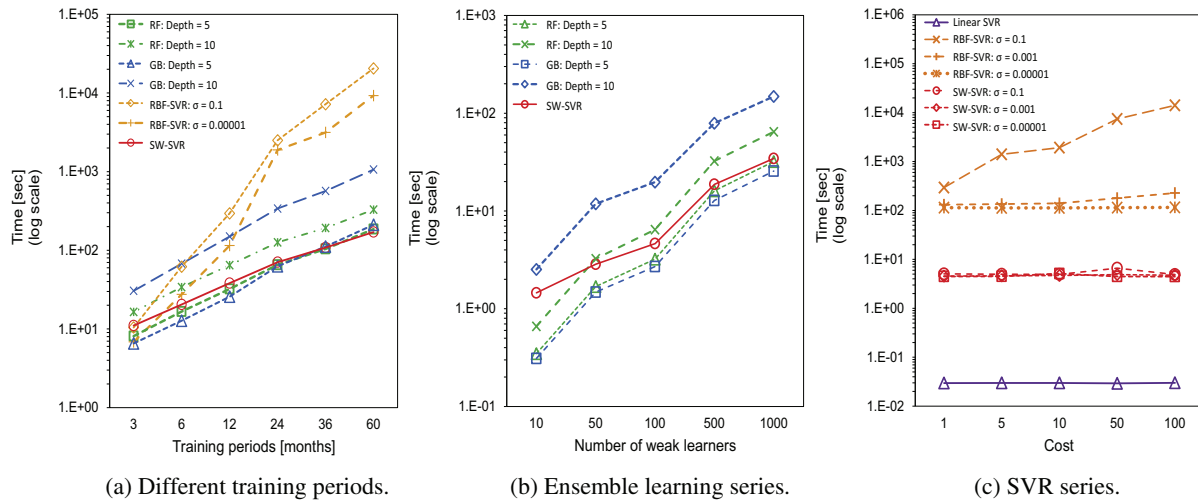 1.E+05
1.E+04
1.E+03
1.E+02
1.E+01
1.E+00
Time [sec]
(log scale)
RF: Depth = 5
RF: Depth = 10
GB: Depth = 5
GB: Depth = 10
RBF-SVR: σ = 0.1
RBF-SVR: σ = 0.00001
SW-SVR
3 6 12 24 36 60
Training periods [months]
(a) Different training periods.
1.E+03
1.E+02
1.E+01
1.E+00
1.E-01
Time [sec]
(log scale)
RF: Depth = 5
RF: Depth = 10
GB: Depth = 5
GB: Depth = 10
SW-SVR
10 50 100 500 1000
Number of weak learners
(b) Ensemble learning series.
1.E+06
1.E+05
1.E+04
1.E+03
1.E+02
1.E+01
1.E+00
1.E-01
1.E-02
Time [sec]
(log scale)
Linear SVR
RBF-SVR: σ = 0.1
RBF-SVR: σ = 0.001
RBF-SVR: σ = 0.00001
SW-SVR: σ = 0.1
SW-SVR: σ = 0.001
SW-SVR: σ = 0.00001
1 5 10 50 100
Cost
(c) SVR series.